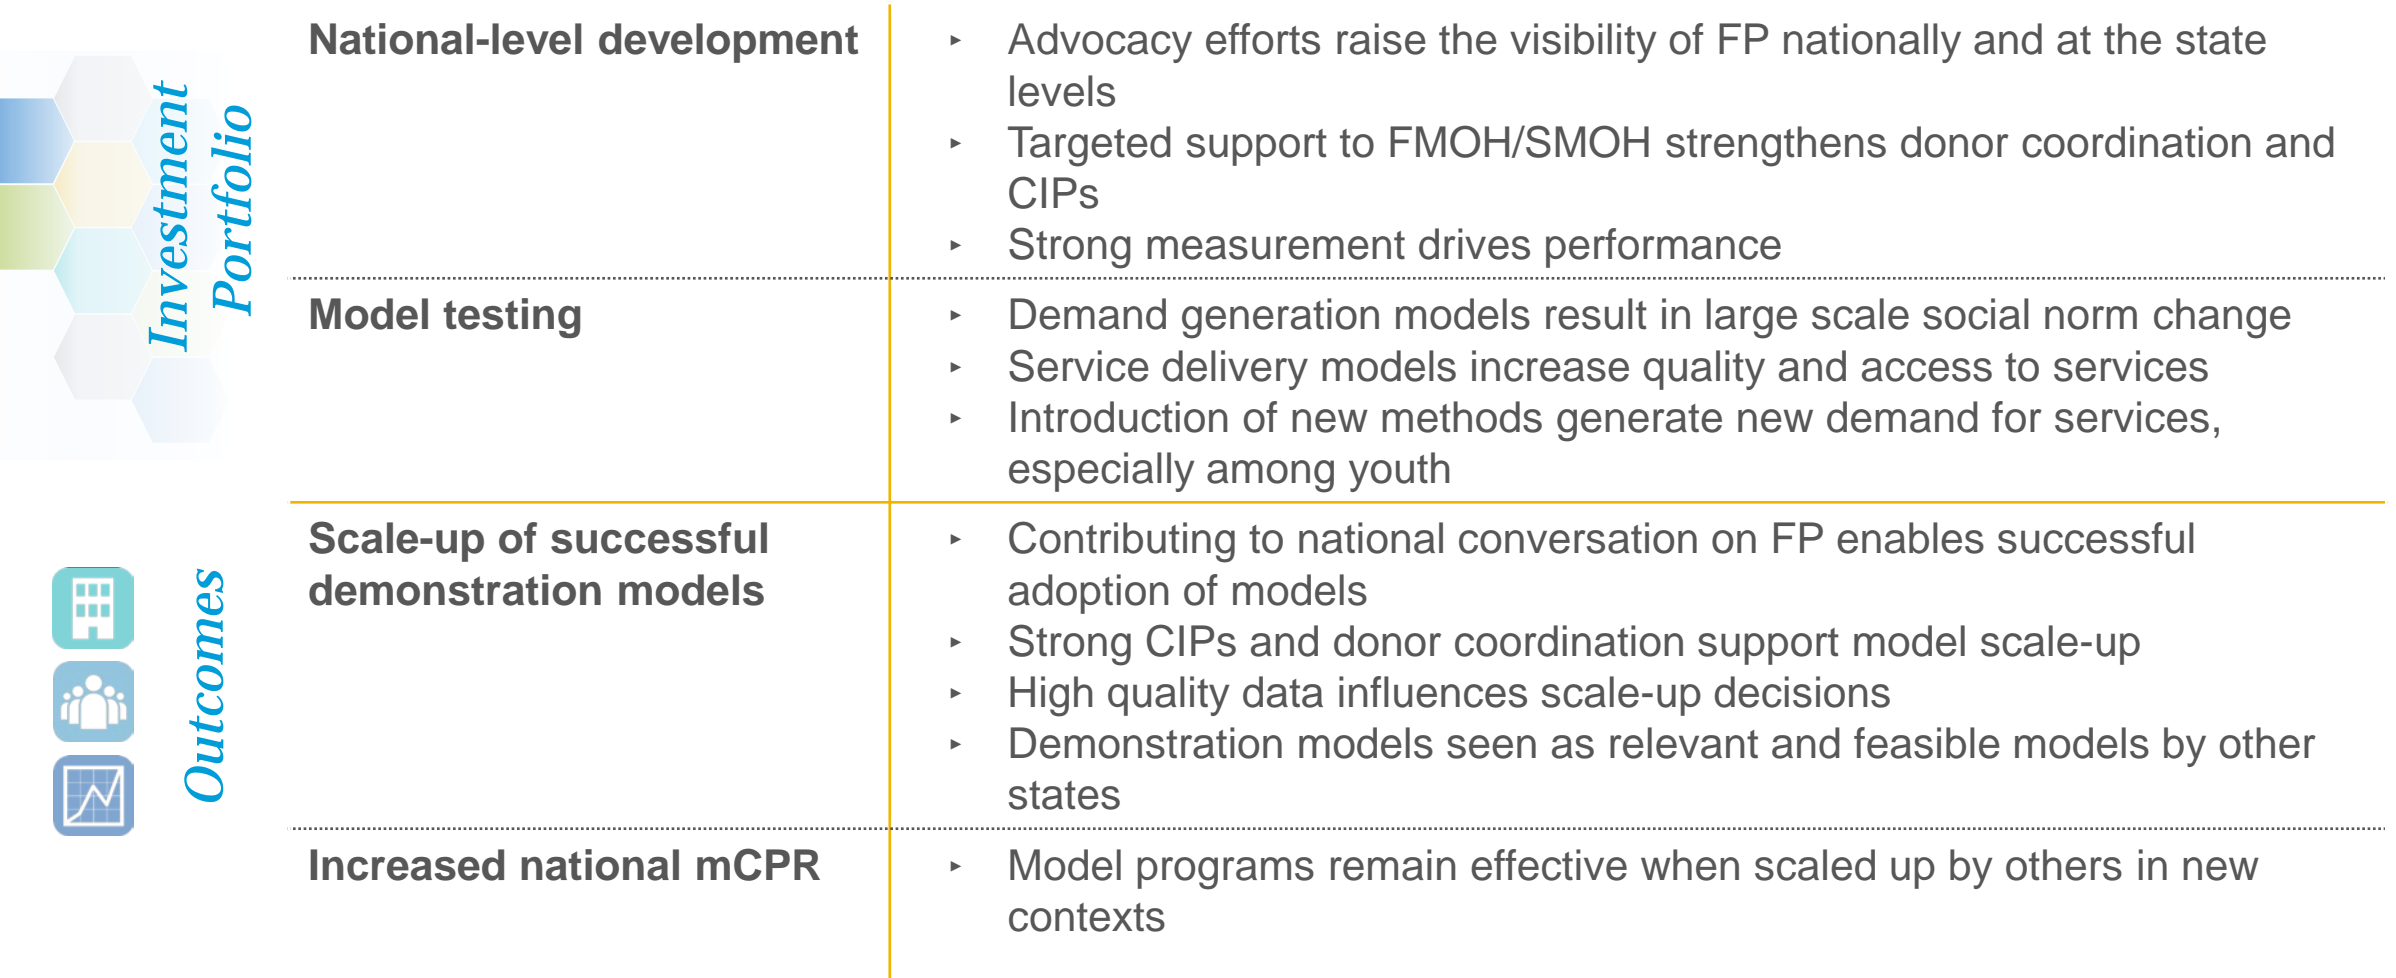 Investment
Portfolio
National-level development
‣ Advocacy efforts raise the visibility of FP nationally and at the state
levels
‣ Targeted support to FMOH/SMOH strengthens donor coordination and
CIPs
‣ Strong measurement drives performance
Model testing
‣ Demand generation models result in large scale social norm change
‣ Service delivery models increase quality and access to services
‣ Introduction of new methods generate new demand for services,
especially among youth
Outcomes
Scale-up of successful
demonstration models
‣ Contributing to national conversation on FP enables successful
adoption of models
‣ Strong CIPs and donor coordination support model scale-up
‣ High quality data influences scale-up decisions
‣ Demonstration models seen as relevant and feasible models by other
states
Increased national mCPR
‣ Model programs remain effective when scaled up by others in new
contexts